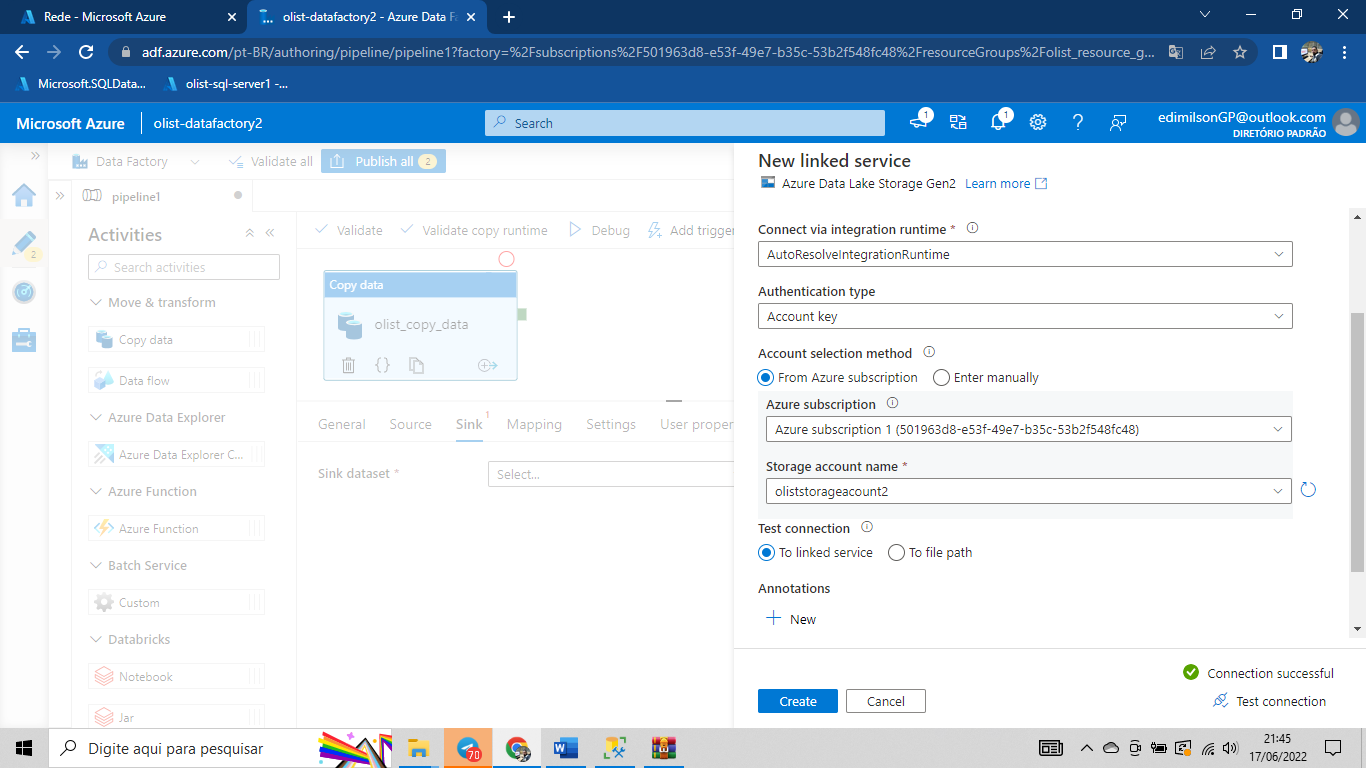 Rede - Microsoft Azure
olist-datafactory2 - Azure Data Fa
adf.azure.com/pt-BR/authoring/pipeline/pipeline1?factory=%2Fsubscriptions%2F501963d8-e53f-49e7-b35c-53b2f548fc48%2FresourceGroups%2Folist_resource_g...
Microsoft.SQLData...
olist-sql-server1 -...
Microsoft Azure
olist-datafactory2
Search
1
1
edimilsonGP@outlook.com
DIRETÓRIO PADRÃO
Data Factory
Validate all
Publish all 2
pipeline1
2
Activities
Search activities
Move & transform
Copy data
Data flow
Azure Data Explorer
Azure Data Explorer C...
Azure Function
Azure Function
Batch Service
Custom
Databricks
Notebook
Jar
Validate
Validate copy runtime
Debug
Add trigger
Copy data
olist_copy_data
General
Source
Sink 1
Mapping
Settings
User proper
Sink dataset *
Select...
New linked service
Azure Data Lake Storage Gen2 Learn more
Connect via integration runtime *
AutoResolveIntegrationRuntime
Authentication type
Account key
Account selection method
From Azure subscription Enter manually
Azure subscription
Azure subscription 1 (501963d8-e53f-49e7-b35c-53b2f548fc48)
Storage account name *
oliststorageacount2
Test connection
To linked service To file path
Annotations
New
Connection successful
Create Cancel Test connection
Digite aqui para pesquisar
70
27
21:45
17/06/2022